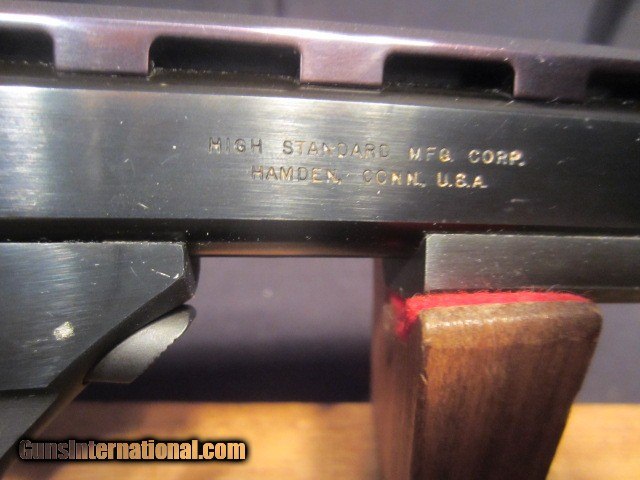 HIGH STANDARD MFG. CORP.
HAMDEN, CONN., U.S.A.
GunsInternational.com